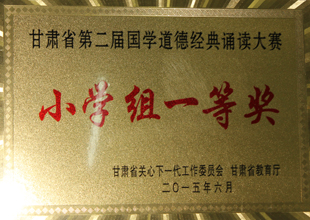 甘肃省第二届国学道德经典诵读大赛
小学组一等奖
甘肃省关心下一代工作委员会 甘肃省教育厅
二〇一五年六月